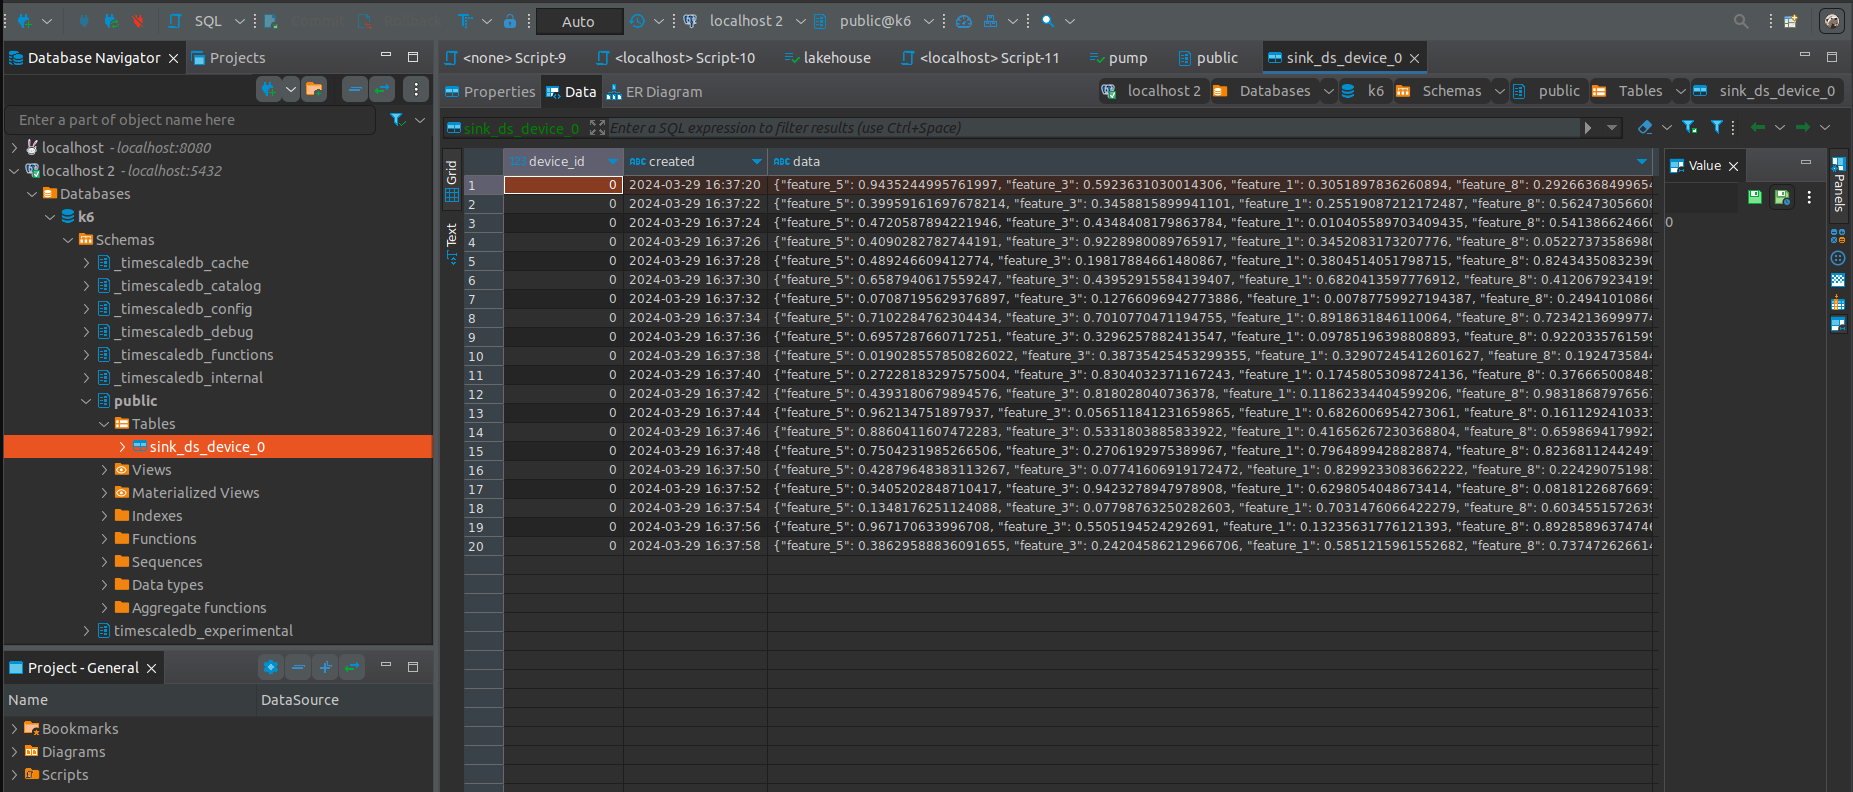 SQL Commit Rollback Auto localhost 2 public@k6
Database Navigator Projects
Enter a part of object name here
localhost - localhost:8080
localhost 2 - localhost:5432
Databases
k6
Schemas
_timescaledb_cache
_timescaledb_catalog
_timescaledb_config
_timescaledb_debug
_timescaledb_functions
_timescaledb_internal
public
Tables
sink_ds_device_0
Views
Materialized Views
Indexes
Functions
Sequences
Data types
Aggregate functions
timescaledb_experimental
Project - General
Name DataSource
Bookmarks
Diagrams
Scripts
<none> Script-9 <localhost> Script-10 lakehouse <localhost> Script-11 pump public sink_ds_device_0
Properties Data ER Diagram localhost 2 Databases k6 Schemas public Tables sink_ds_device_0
sink_ds_device_0 Enter a SQL expression to filter results (use Ctrl+Space)
Grid
Text
123 device_id ABC created ABC data
1 0 2024-03-29 16:37:20 {"feature_5": 0.9435244995761997, "feature_3": 0.5923631030014306, "feature_1": 0.3051897836260894, "feature_8": 0.29266368499654
2 0 2024-03-29 16:37:22 {"feature_5": 0.39959161697678214, "feature_3": 0.3458815899941101, "feature_1": 0.25519087212172487, "feature_8": 0.562473056608
3 0 2024-03-29 16:37:24 {"feature_5": 0.4720587894221946, "feature_3": 0.4348408179863784, "feature_1": 0.010405589703409435, "feature_8": 0.541386624660
4 0 2024-03-29 16:37:26 {"feature_5": 0.4090282782744191, "feature_3": 0.9228980089765917, "feature_1": 0.3452083173207776, "feature_8": 0.05227373586980
5 0 2024-03-29 16:37:28 {"feature_5": 0.489246609412774, "feature_3": 0.19817884661480867, "feature_1": 0.3804514051798715, "feature_8": 0.82434350832390
6 0 2024-03-29 16:37:30 {"feature_5": 0.6587940617559247, "feature_3": 0.43952915584139407, "feature_1": 0.6820413597776912, "feature_8": 0.4120679234195
7 0 2024-03-29 16:37:32 {"feature_5": 0.07087195629376897, "feature_3": 0.12766096942773886, "feature_1": 0.00787759927194387, "feature_8": 0.24941010866
8 0 2024-03-29 16:37:34 {"feature_5": 0.7102284762304434, "feature_3": 0.7010770471194755, "feature_1": 0.8918631846110064, "feature_8": 0.72342136999774
9 0 2024-03-29 16:37:36 {"feature_5": 0.6957287660717251, "feature_3": 0.3296257882413547, "feature_1": 0.09785196398808893, "feature_8": 0.9220335761599
10 0 2024-03-29 16:37:38 {"feature_5": 0.019028557850826022, "feature_3": 0.38735425453299355, "feature_1": 0.32907245412601627, "feature_8": 0.1924735844
11 0 2024-03-29 16:37:40 {"feature_5": 0.27228183297575004, "feature_3": 0.8304032371167243, "feature_1": 0.17458053098724136, "feature_8": 0.376665008481
12 0 2024-03-29 16:37:42 {"feature_5": 0.4393180679894576, "feature_3": 0.818028040736378, "feature_1": 0.11862334404599206, "feature_8": 0.98318687976567
13 0 2024-03-29 16:37:44 {"feature_5": 0.962134751897937, "feature_3": 0.056511841231659865, "feature_1": 0.6826006954273061, "feature_8": 0.1611292410331
14 0 2024-03-29 16:37:46 {"feature_5": 0.8860411607472283, "feature_3": 0.5331803885833922, "feature_1": 0.41656267230368804, "feature_8": 0.6598694179922
15 0 2024-03-29 16:37:48 {"feature_5": 0.7504231985266506, "feature_3": 0.2706192975389967, "feature_1": 0.7964899428828874, "feature_8": 0.82368112442497
16 0 2024-03-29 16:37:50 {"feature_5": 0.42879648383113267, "feature_3": 0.07741606919172472, "feature_1": 0.8299233083662222, "feature_8": 0.224290751981
17 0 2024-03-29 16:37:52 {"feature_5": 0.3405202848710417, "feature_3": 0.9423278947978908, "feature_1": 0.6298054048673414, "feature_8": 0.08181226876693
18 0 2024-03-29 16:37:54 {"feature_5": 0.1348176251124088, "feature_3": 0.07798763250282603, "feature_1": 0.7031476066422279, "feature_8": 0.6034551572639
19 0 2024-03-29 16:37:56 {"feature_5": 0.967170633996708, "feature_3": 0.5505194524292691, "feature_1": 0.13235631776121393, "feature_8": 0.89285896374746
20 0 2024-03-29 16:37:58 {"feature_5": 0.38629588836091655, "feature_3": 0.24204586212966706, "feature_1": 0.5851215961552682, "feature_8": 0.737472626614
Value
0
Panels